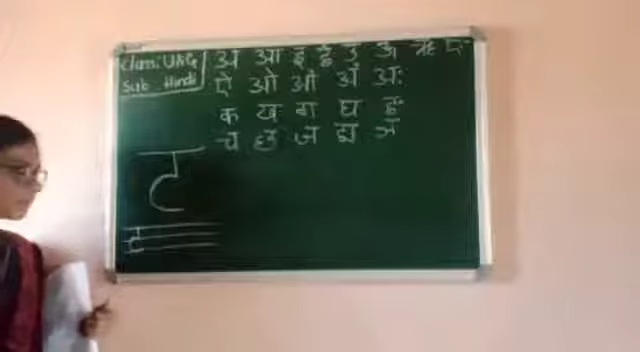 Class: UKG
Sub Hindi
अ आ इ ई उ ऊ ऋ ए
ऐ ओ औ अं अः
क ख ग घ ङ
च छ ज झ ञ
ट
ट